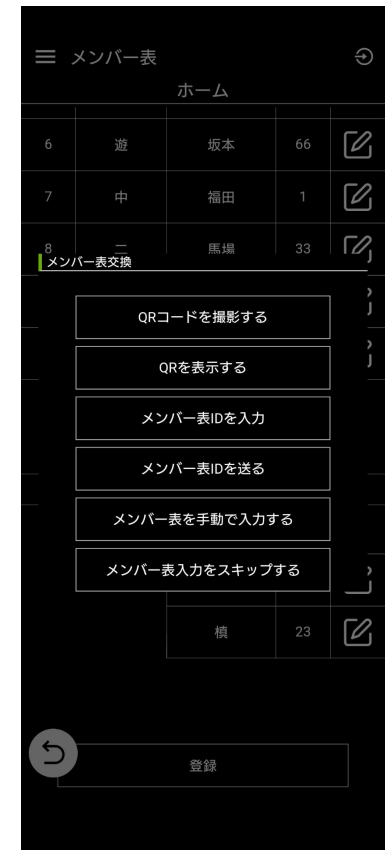 メンバー表
ホーム
6 遊 坂本 66
7 中 福田 1
8 二 馬場 33
メンバー表交換
QRコードを撮影する
QRを表示する
メンバー表IDを入力
メンバー表IDを送る
メンバー表を手動で入力する
メンバー表入力をスキップする
槙 23
登録